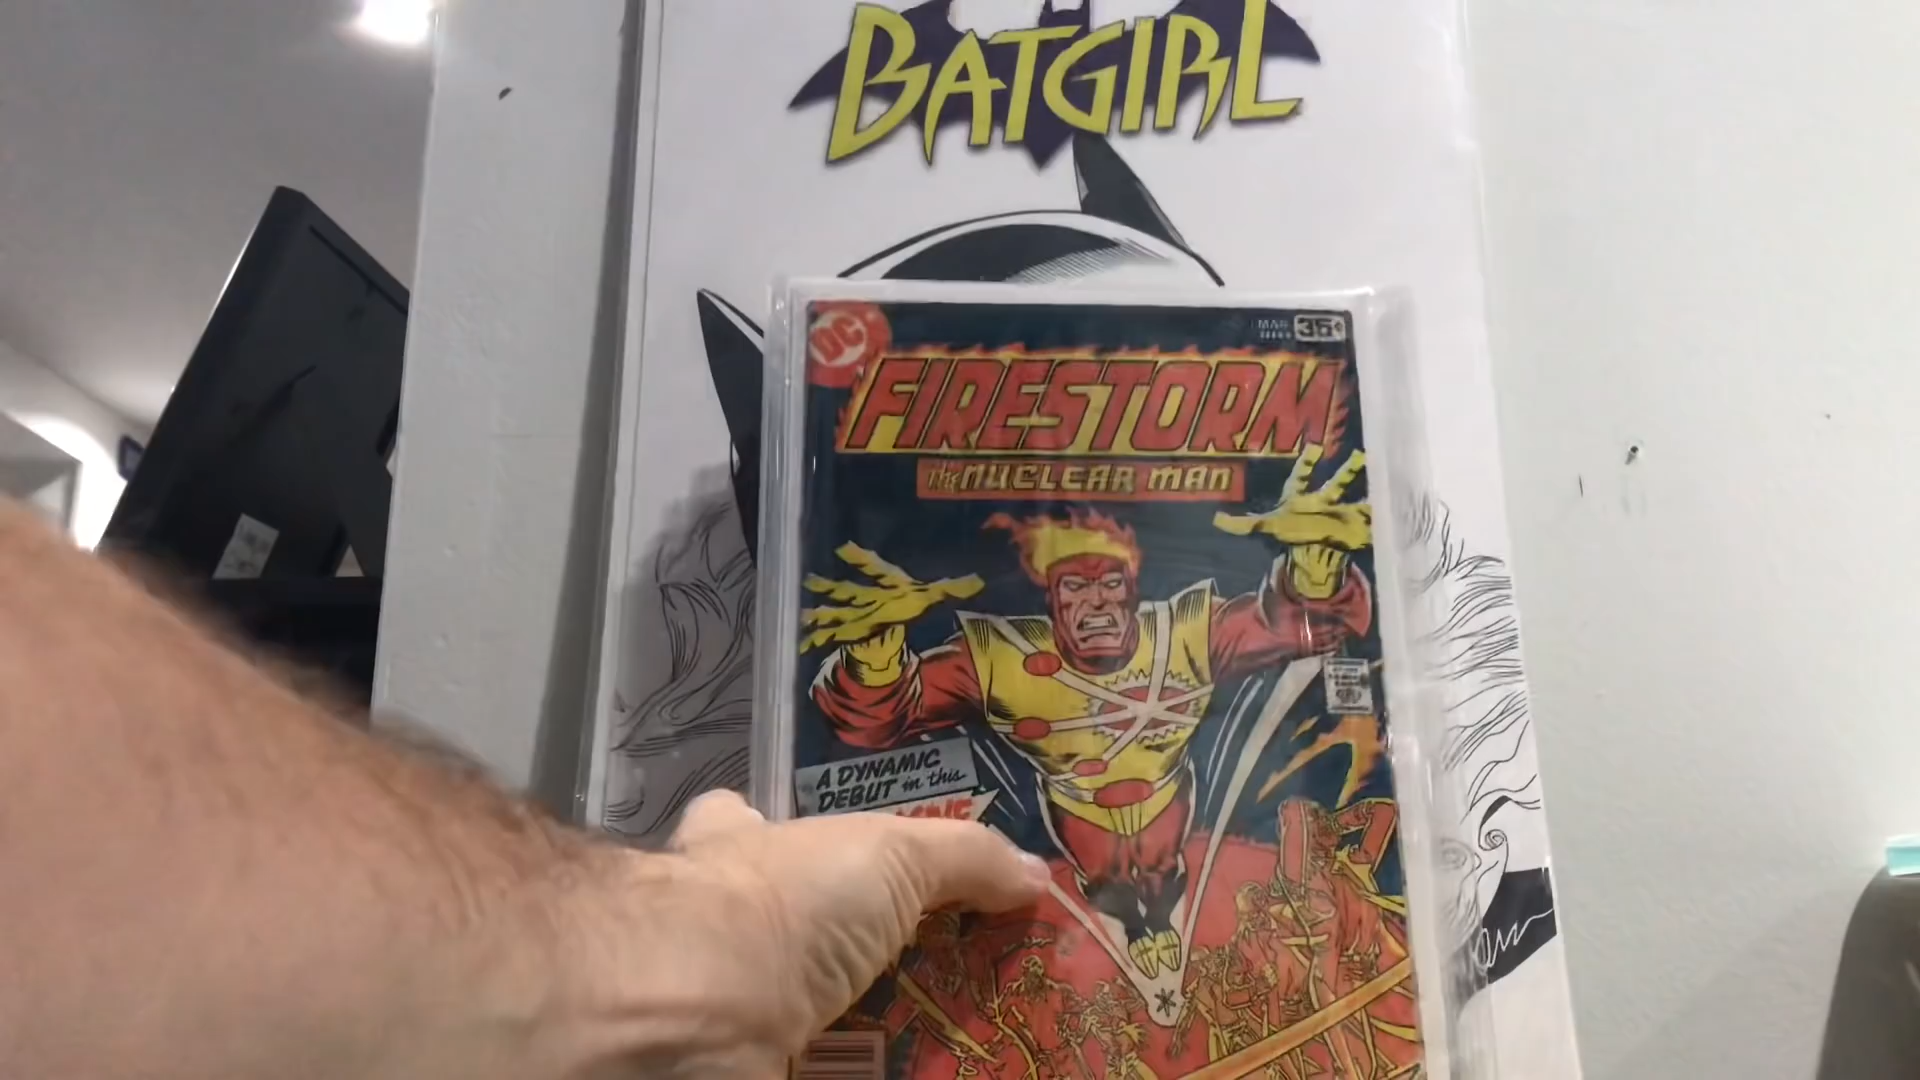 BATGIRL
DC
MAR
35¢
FIRESTORM
the NUCLEAR MAN
A DYNAMIC
DEBUT in this